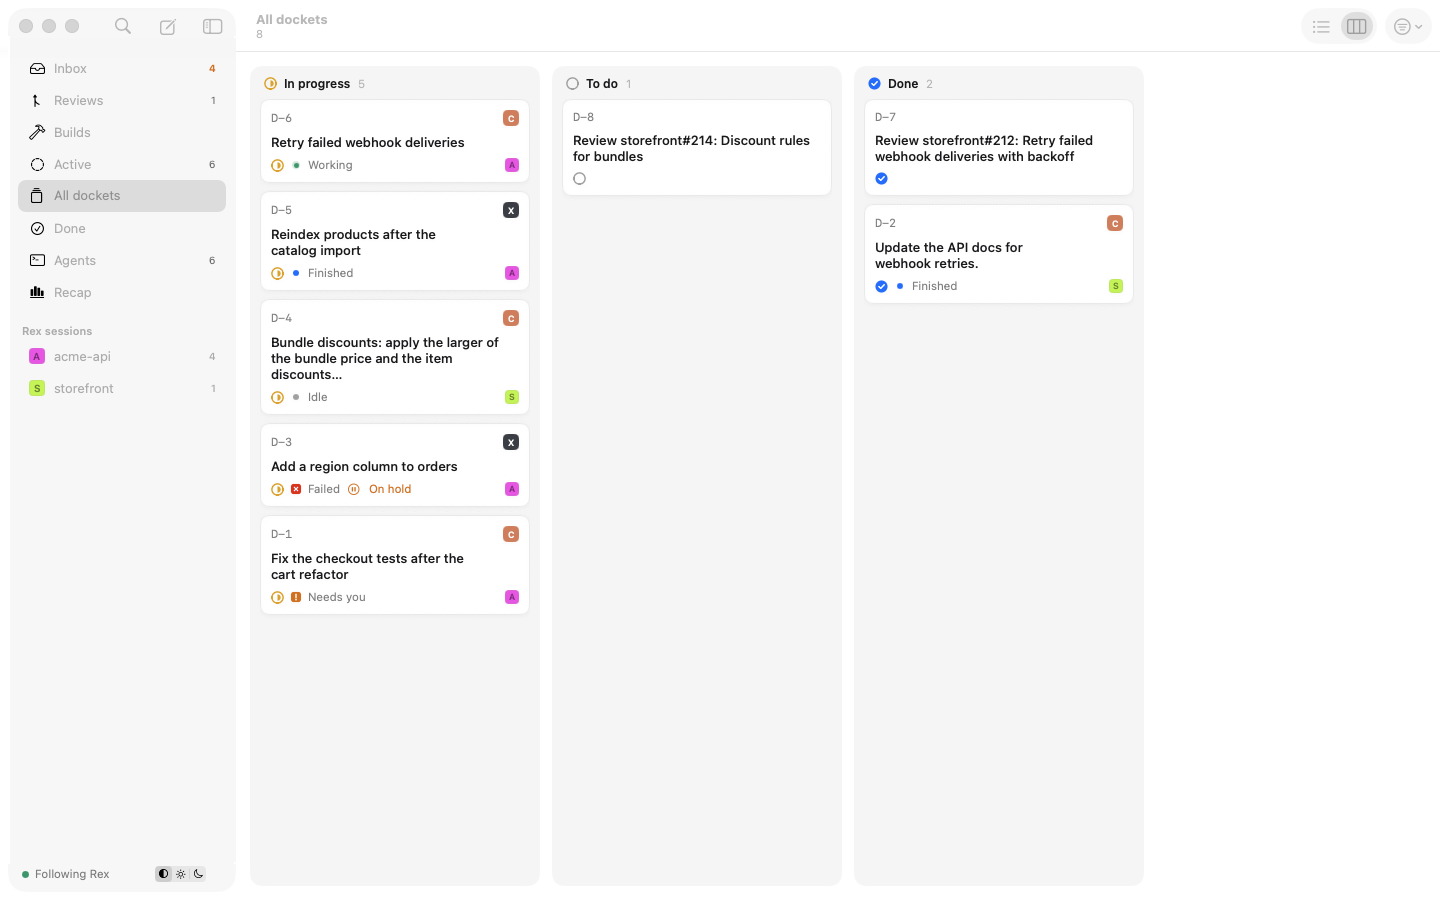 All dockets
8
Inbox 4
Reviews 1
Builds
Active 6
All dockets
Done
Agents 6
Recap
Rex sessions
A acme-api 4
S storefront 1
Following Rex
In progress 5
D-6 C
Retry failed webhook deliveries
Working A
D-5 X
Reindex products after the
catalog import
Finished A
D-4 C
Bundle discounts: apply the larger of
the bundle price and the item
discounts...
Idle S
D-3 X
Add a region column to orders
Failed On hold A
D-1 C
Fix the checkout tests after the
cart refactor
Needs you A
To do 1
D-8
Review storefront#214: Discount rules
for bundles
Done 2
D-7
Review storefront#212: Retry failed
webhook deliveries with backoff
D-2 C
Update the API docs for
webhook retries.
Finished S